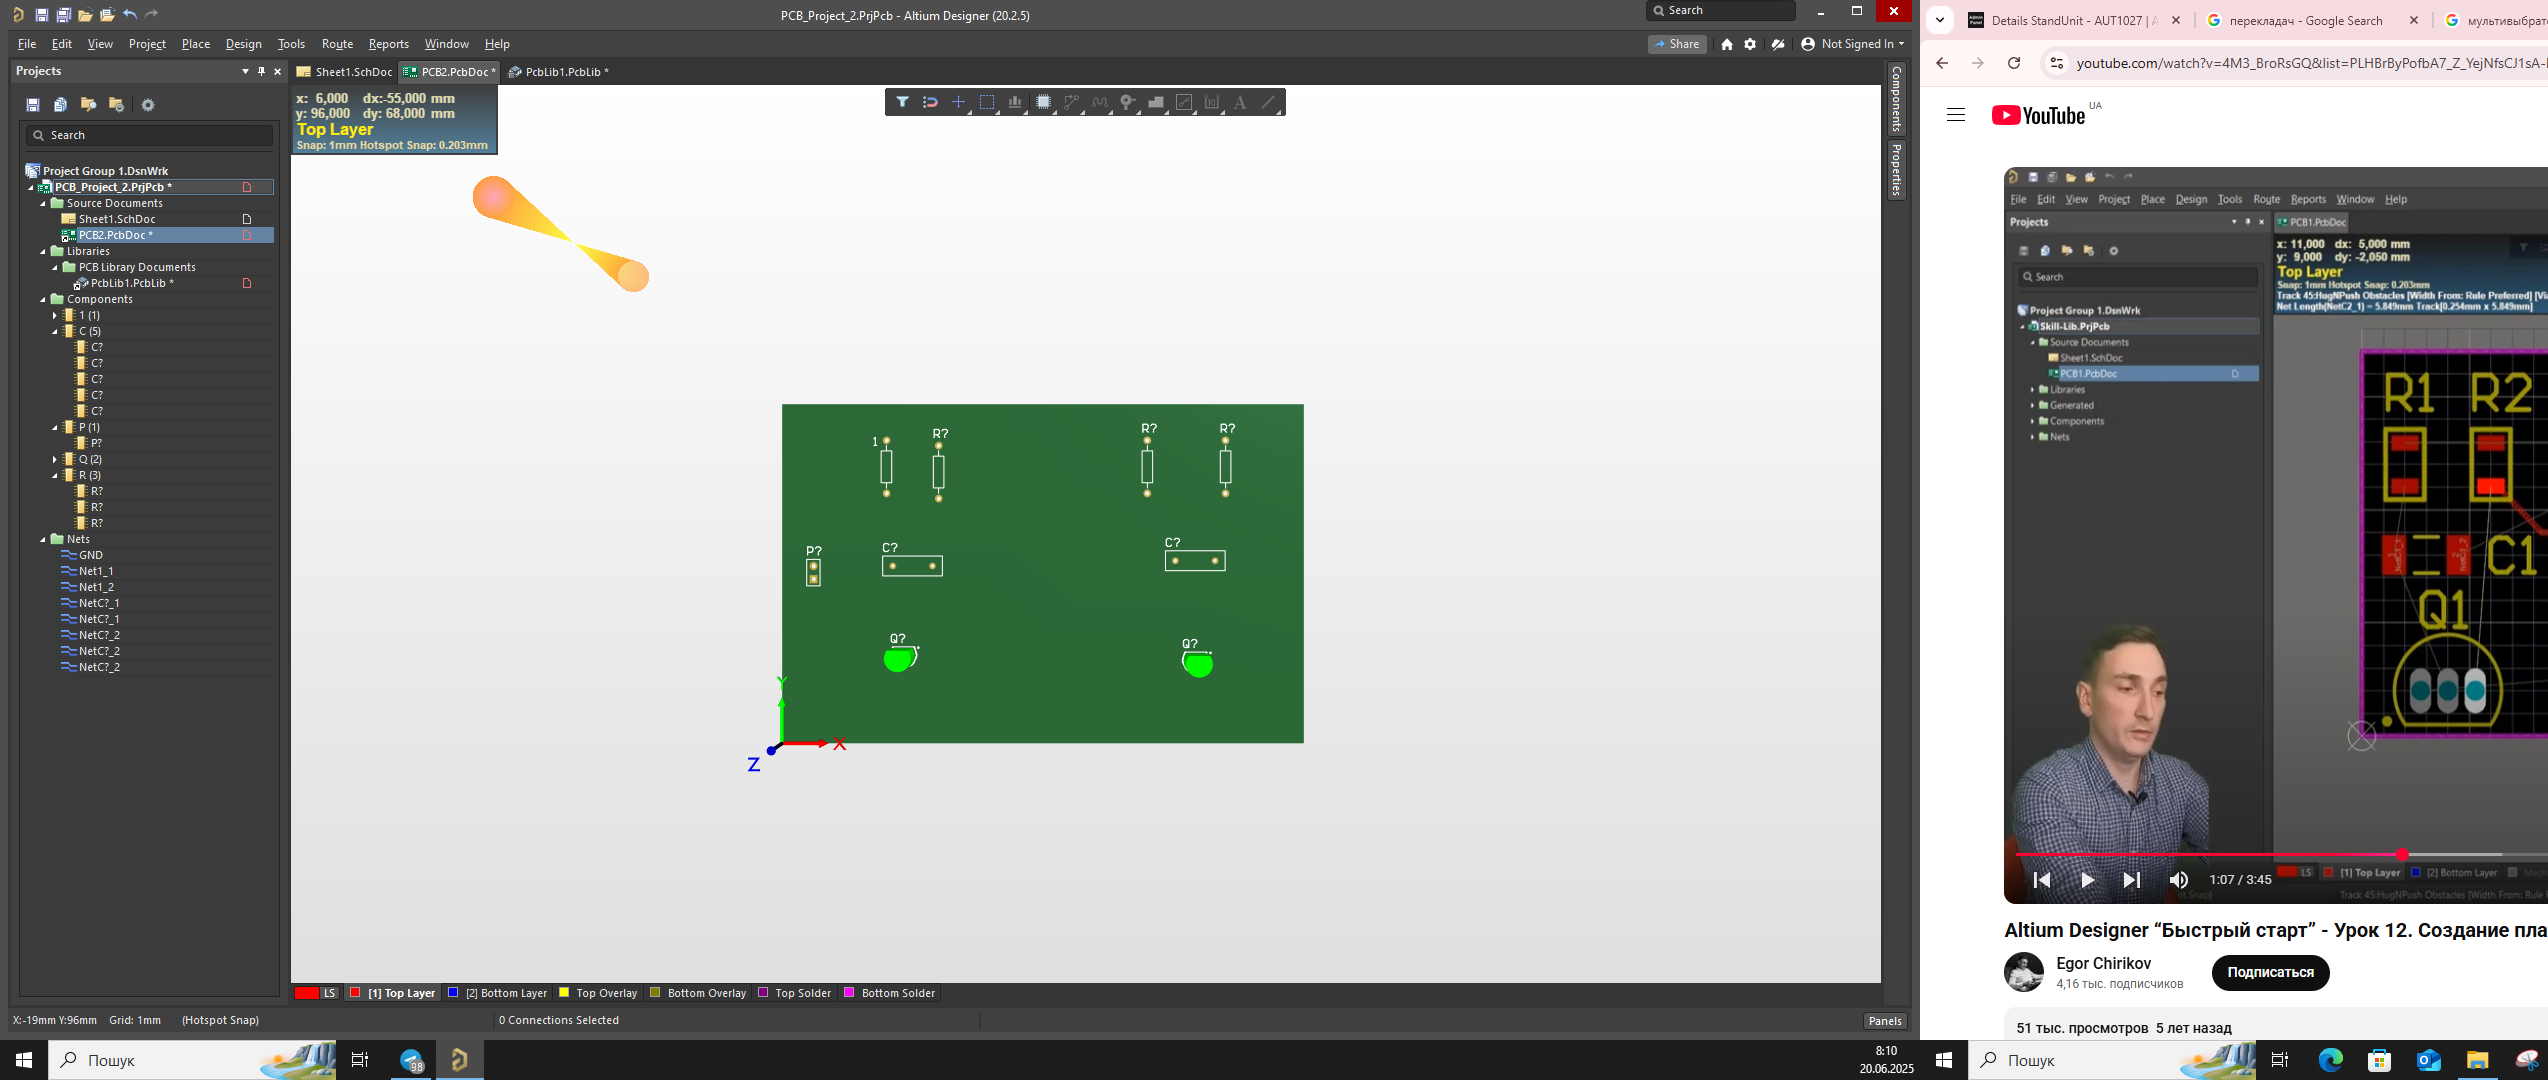 PCB_Project_2.PrjPcb - Altium Designer (20.2.5)
Search
File Edit View Project Place Design Tools Route Reports Window Help
Share
Not Signed In
Projects
Sheet1.SchDoc
PCB2.PcbDoc *
PcbLib1.PcbLib *
x: 6,000 dx:-55,000 mm
y: 96,000 dy: 68,000 mm
Top Layer
Snap: 1mm Hotspot Snap: 0.203mm
Search
Project Group 1.DsnWrk
PCB_Project_2.PrjPcb *
Source Documents
Sheet1.SchDoc
PCB2.PcbDoc *
Libraries
PCB Library Documents
PcbLib1.PcbLib *
Components
1 (1)
C (5)
C?
C?
C?
C?
C?
P (1)
P?
Q (2)
R (3)
R?
R?
R?
Nets
GND
Net1_1
Net1_2
NetC?_1
NetC?_1
NetC?_2
NetC?_2
NetC?_2
1
R?
R?
R?
P?
C?
C?
Q?
Q?
Y
X
Z
Components
Properties
LS
[1] Top Layer
[2] Bottom Layer
Top Overlay
Bottom Overlay
Top Solder
Bottom Solder
X:-19mm Y:96mm Grid: 1mm (Hotspot Snap)
0 Connections Selected
Panels
Пошук
98
8:10
20.06.2025
Details StandUnit - AUT1027 | A
перекладач - Google Search
мультивыбрат
youtube.com/watch?v=4M3_BroRsGQ&list=PLHBrByPofbA7_Z_YejNfsCJ1sA-
YouTube
UA
File Edit View Project Place Design Tools Route Reports Window Help
Projects
PCB1.PcbDoc
x: 11,000 dx: 5,000 mm
y: 9,000 dy: -2,050 mm
Top Layer
Snap: 1mm Hotspot Snap: 0.203mm
Track 45:HugNPush Obstacles [Width From: Rule Preferred] [Vi
Net Length(NetC2_1) = 5.849mm Track[0.254mm x 5.849mm]
Search
Project Group 1.DsnWrk
Skill-Lib.PrjPcb
Source Documents
Sheet1.SchDoc
PCB1.PcbDoc
Libraries
Generated
Components
Nets
R1
R2
C1
Q1
LS
[1] Top Layer
[2] Bottom Layer
Track 45:HugNPush Obstacles [Width From: Rule
1:07 / 3:45
Altium Designer “Быстрый старт” - Урок 12. Создание пла
Egor Chirikov
4,16 тыс. подписчиков
Подписаться
51 тыс. просмотров 5 лет назад
Пошук